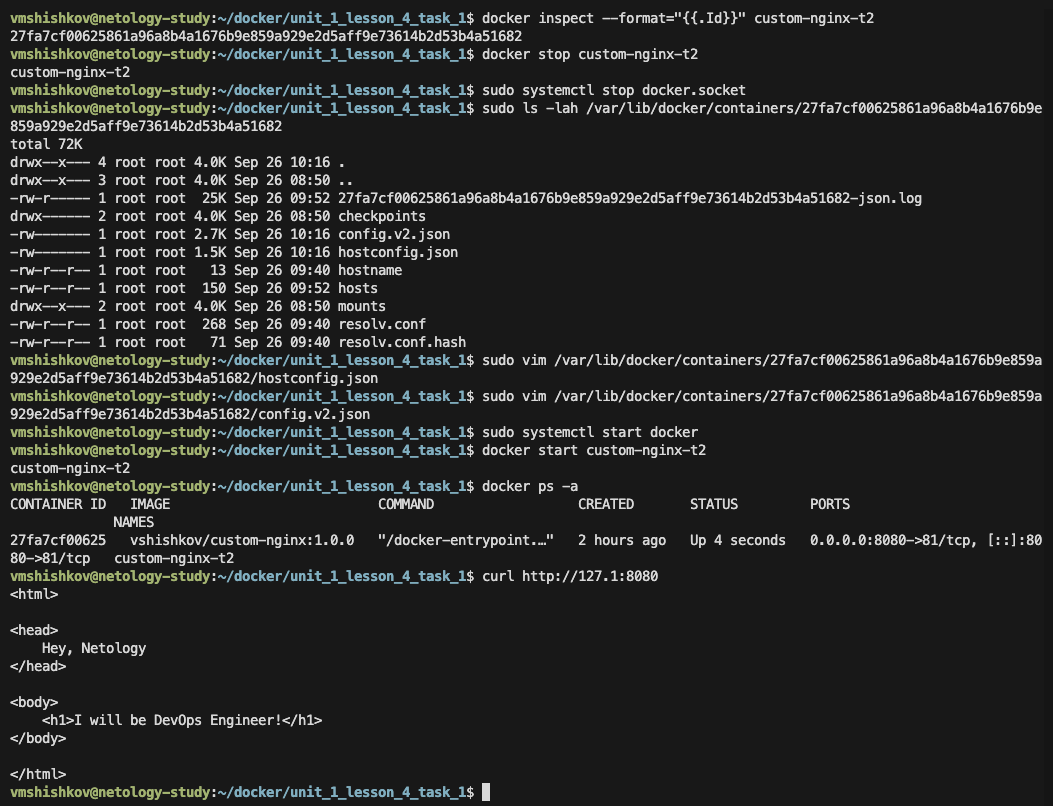 vmshishkov@netology-study:~/docker/unit_1_lesson_4_task_1$ docker inspect --format="{{.Id}}" custom-nginx-t2
27fa7cf00625861a96a8b4a1676b9e859a929e2d5aff9e73614b2d53b4a51682
vmshishkov@netology-study:~/docker/unit_1_lesson_4_task_1$ docker stop custom-nginx-t2
custom-nginx-t2
vmshishkov@netology-study:~/docker/unit_1_lesson_4_task_1$ sudo systemctl stop docker.socket
vmshishkov@netology-study:~/docker/unit_1_lesson_4_task_1$ sudo ls -lah /var/lib/docker/containers/27fa7cf00625861a96a8b4a1676b9e
859a929e2d5aff9e73614b2d53b4a51682
total 72K
drwx--x--- 4 root root 4.0K Sep 26 10:16 .
drwx--x--- 3 root root 4.0K Sep 26 08:50 ..
-rw-r----- 1 root root  25K Sep 26 09:52 27fa7cf00625861a96a8b4a1676b9e859a929e2d5aff9e73614b2d53b4a51682-json.log
drwx------ 2 root root 4.0K Sep 26 08:50 checkpoints
-rw------- 1 root root 2.7K Sep 26 10:16 config.v2.json
-rw------- 1 root root 1.5K Sep 26 10:16 hostconfig.json
-rw-r--r-- 1 root root   13 Sep 26 09:40 hostname
-rw-r--r-- 1 root root  150 Sep 26 09:52 hosts
drwx--x--- 2 root root 4.0K Sep 26 08:50 mounts
-rw-r--r-- 1 root root  268 Sep 26 09:40 resolv.conf
-rw-r--r-- 1 root root   71 Sep 26 09:40 resolv.conf.hash
vmshishkov@netology-study:~/docker/unit_1_lesson_4_task_1$ sudo vim /var/lib/docker/containers/27fa7cf00625861a96a8b4a1676b9e859a
929e2d5aff9e73614b2d53b4a51682/hostconfig.json
vmshishkov@netology-study:~/docker/unit_1_lesson_4_task_1$ sudo vim /var/lib/docker/containers/27fa7cf00625861a96a8b4a1676b9e859a
929e2d5aff9e73614b2d53b4a51682/config.v2.json
vmshishkov@netology-study:~/docker/unit_1_lesson_4_task_1$ sudo systemctl start docker
vmshishkov@netology-study:~/docker/unit_1_lesson_4_task_1$ docker start custom-nginx-t2
custom-nginx-t2
vmshishkov@netology-study:~/docker/unit_1_lesson_4_task_1$ docker ps -a
CONTAINER ID   IMAGE                          COMMAND                  CREATED       STATUS         PORTS
             NAMES
27fa7cf00625   vshishkov/custom-nginx:1.0.0   "/docker-entrypoint.…"   2 hours ago   Up 4 seconds   0.0.0.0:8080->81/tcp, [::]:80
80->81/tcp   custom-nginx-t2
vmshishkov@netology-study:~/docker/unit_1_lesson_4_task_1$ curl http://127.1:8080
<html>

<head>
    Hey, Netology
</head>

<body>
    <h1>I will be DevOps Engineer!</h1>
</body>

</html>
vmshishkov@netology-study:~/docker/unit_1_lesson_4_task_1$